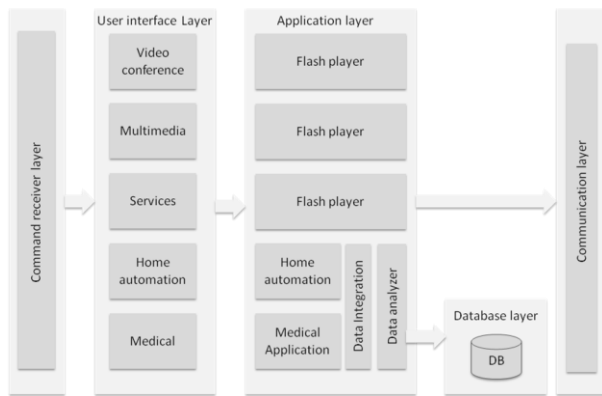 Command receiver layer
User interface Layer
Video
conference
Multimedia
Services
Home
automation
Medical
Application layer
Flash player
Flash player
Flash player
Home
automation
Medical
Application
Data Integration
Data analyzer
Database layer
DB
Communication layer